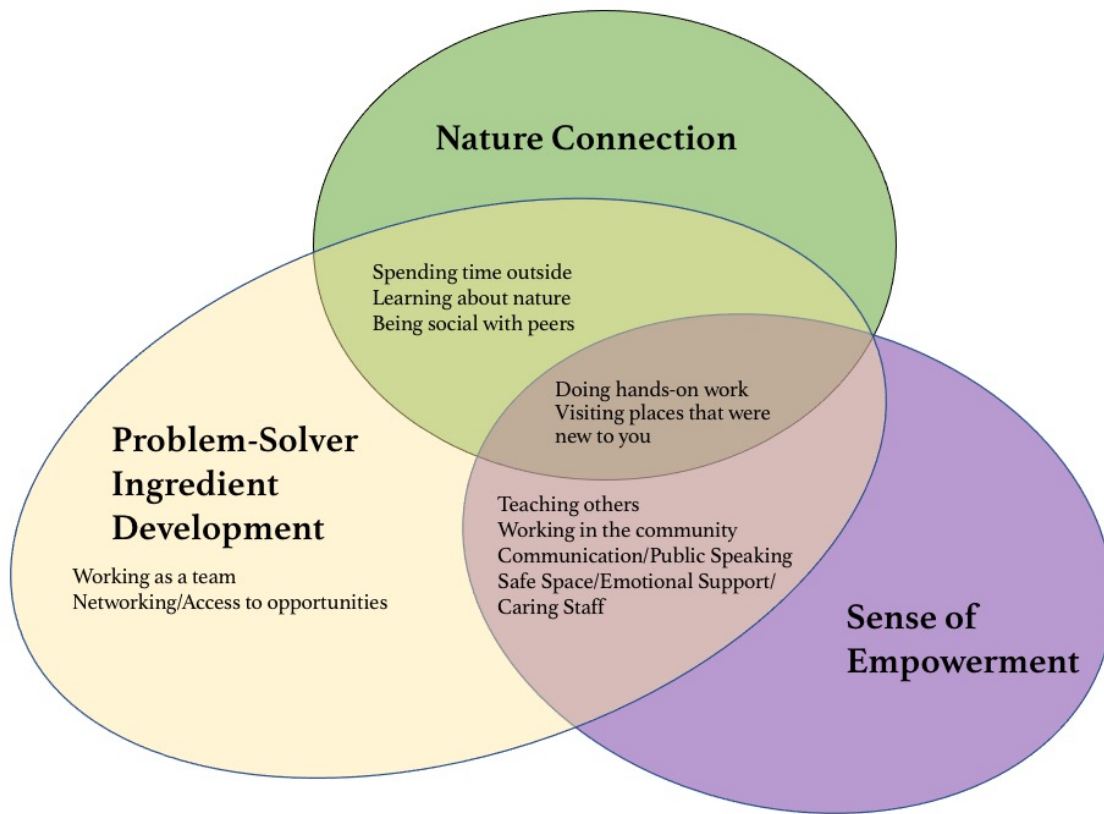 Nature Connection
Spending time outside
Learning about nature
Being social with peers
Doing hands-on work
Visiting places that were
new to you
Problem-Solver
Ingredient
Development
Working as a team
Networking/Access to opportunities
Teaching others
Working in the community
Communication/Public Speaking
Safe Space/Emotional Support/
Caring Staff
Sense of
Empowerment